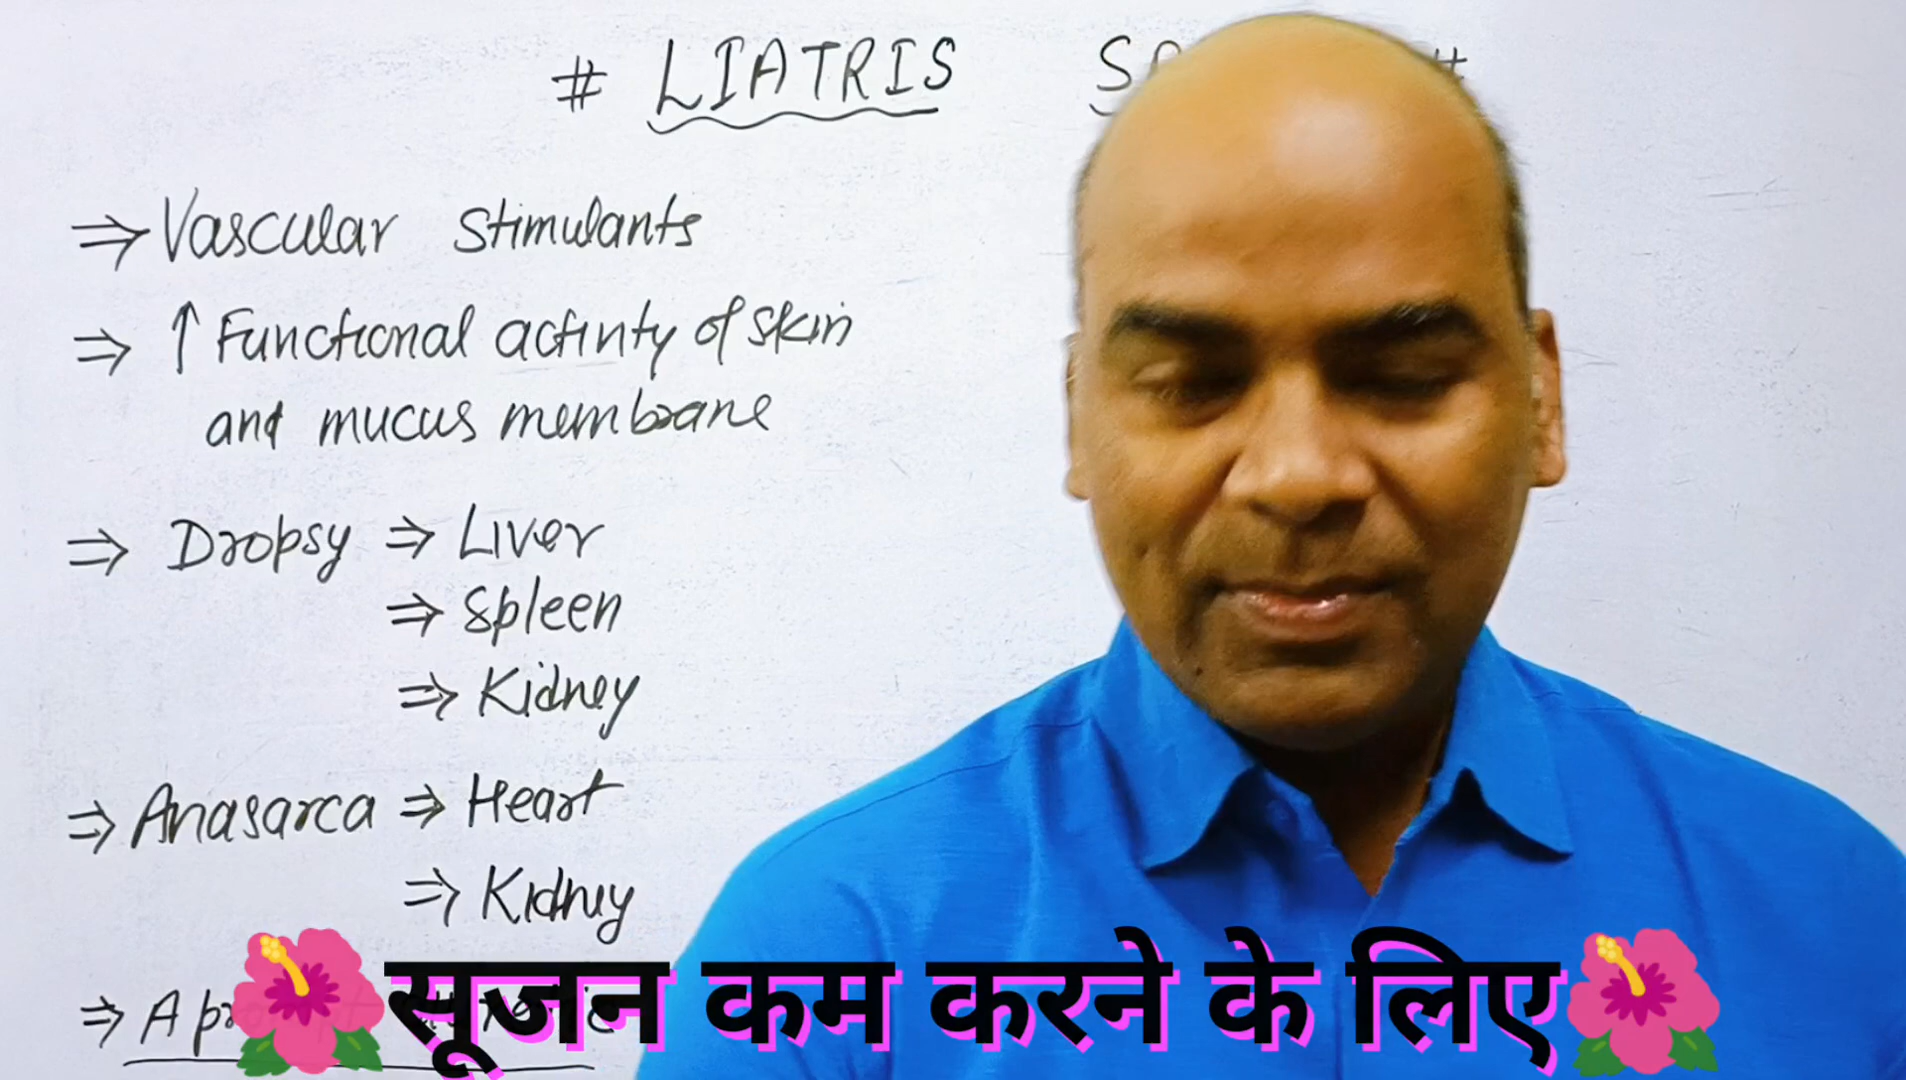 # LIATRIS
⇒ Vascular Stimulants
⇒ ↑ Functional activity of skin
and mucus membrane
⇒ Dropsy ⇒ Liver
⇒ Spleen
⇒ Kidney
⇒ Anasarca ⇒ Heart
⇒ Kidney
⇒ A
सूजन कम करने के लिए